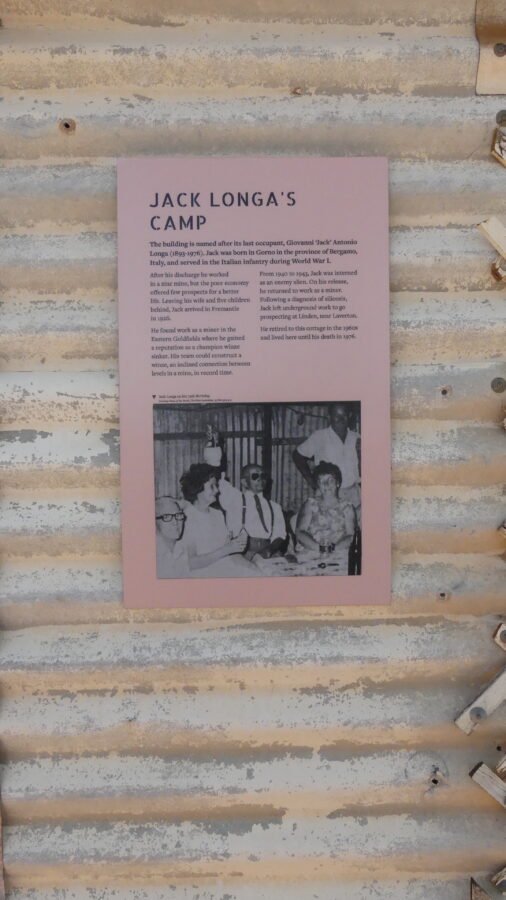 JACK LONGA'S
CAMP
The building is named after its last occupant, Giovanni 'Jack' Antonio
Longa (1893-1976). Jack was born in Gorno in the province of Bergamo,
Italy, and served in the Italian infantry during World War I.
After his discharge he worked
in a zinc mine, but the poor economy
offered few prospects for a better
life. Leaving his wife and five children
behind, Jack arrived in Fremantle
in 1926.
He found work as a miner in the
Eastern Goldfields where he gained
a reputation as a champion winze
sinker. His team could construct a
winze, an inclined connection between
levels in a mine, in record time.
From 1940 to 1943, Jack was interned
as an enemy alien. On his release,
he returned to work as a miner.
Following a diagnosis of silicosis,
Jack left underground work to go
prospecting at Linden, near Laverton.
He retired to this cottage in the 1960s
and lived here until his death in 1976.
Jack Longa on his 70th Birthday.